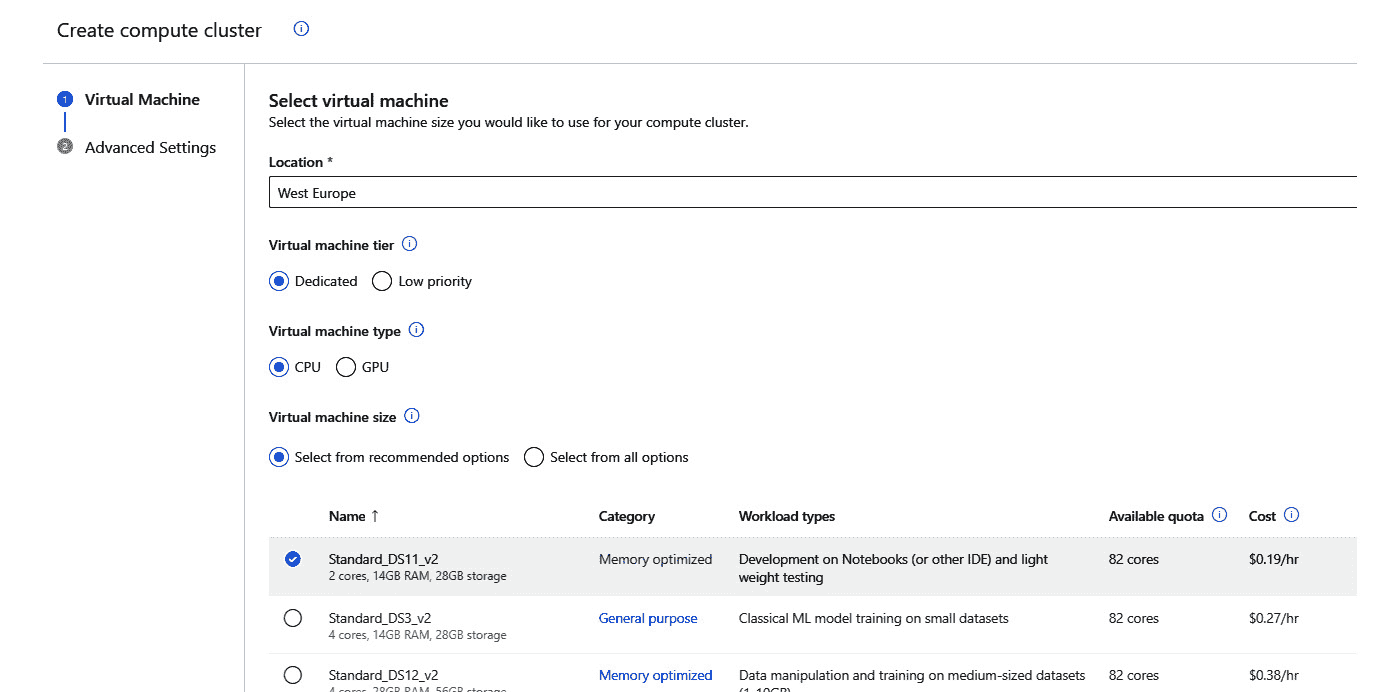 Create compute cluster
1 Virtual Machine
2 Advanced Settings
Select virtual machine
Select the virtual machine size you would like to use for your compute cluster.
Location *
West Europe
Virtual machine tier
Dedicated Low priority
Virtual machine type
CPU GPU
Virtual machine size
Select from recommended options Select from all options
Name ↑ Category Workload types Available quota Cost
Standard_DS11_v2 Memory optimized Development on Notebooks (or other IDE) and light 82 cores $0.19/hr
2 cores, 14GB RAM, 28GB storage weight testing
Standard_DS3_v2 General purpose Classical ML model training on small datasets 82 cores $0.27/hr
4 cores, 14GB RAM, 28GB storage
Standard_DS12_v2 Memory optimized Data manipulation and training on medium-sized datasets 82 cores $0.38/hr
4 cores, 28GB RAM, 56GB storage (1-10GB)